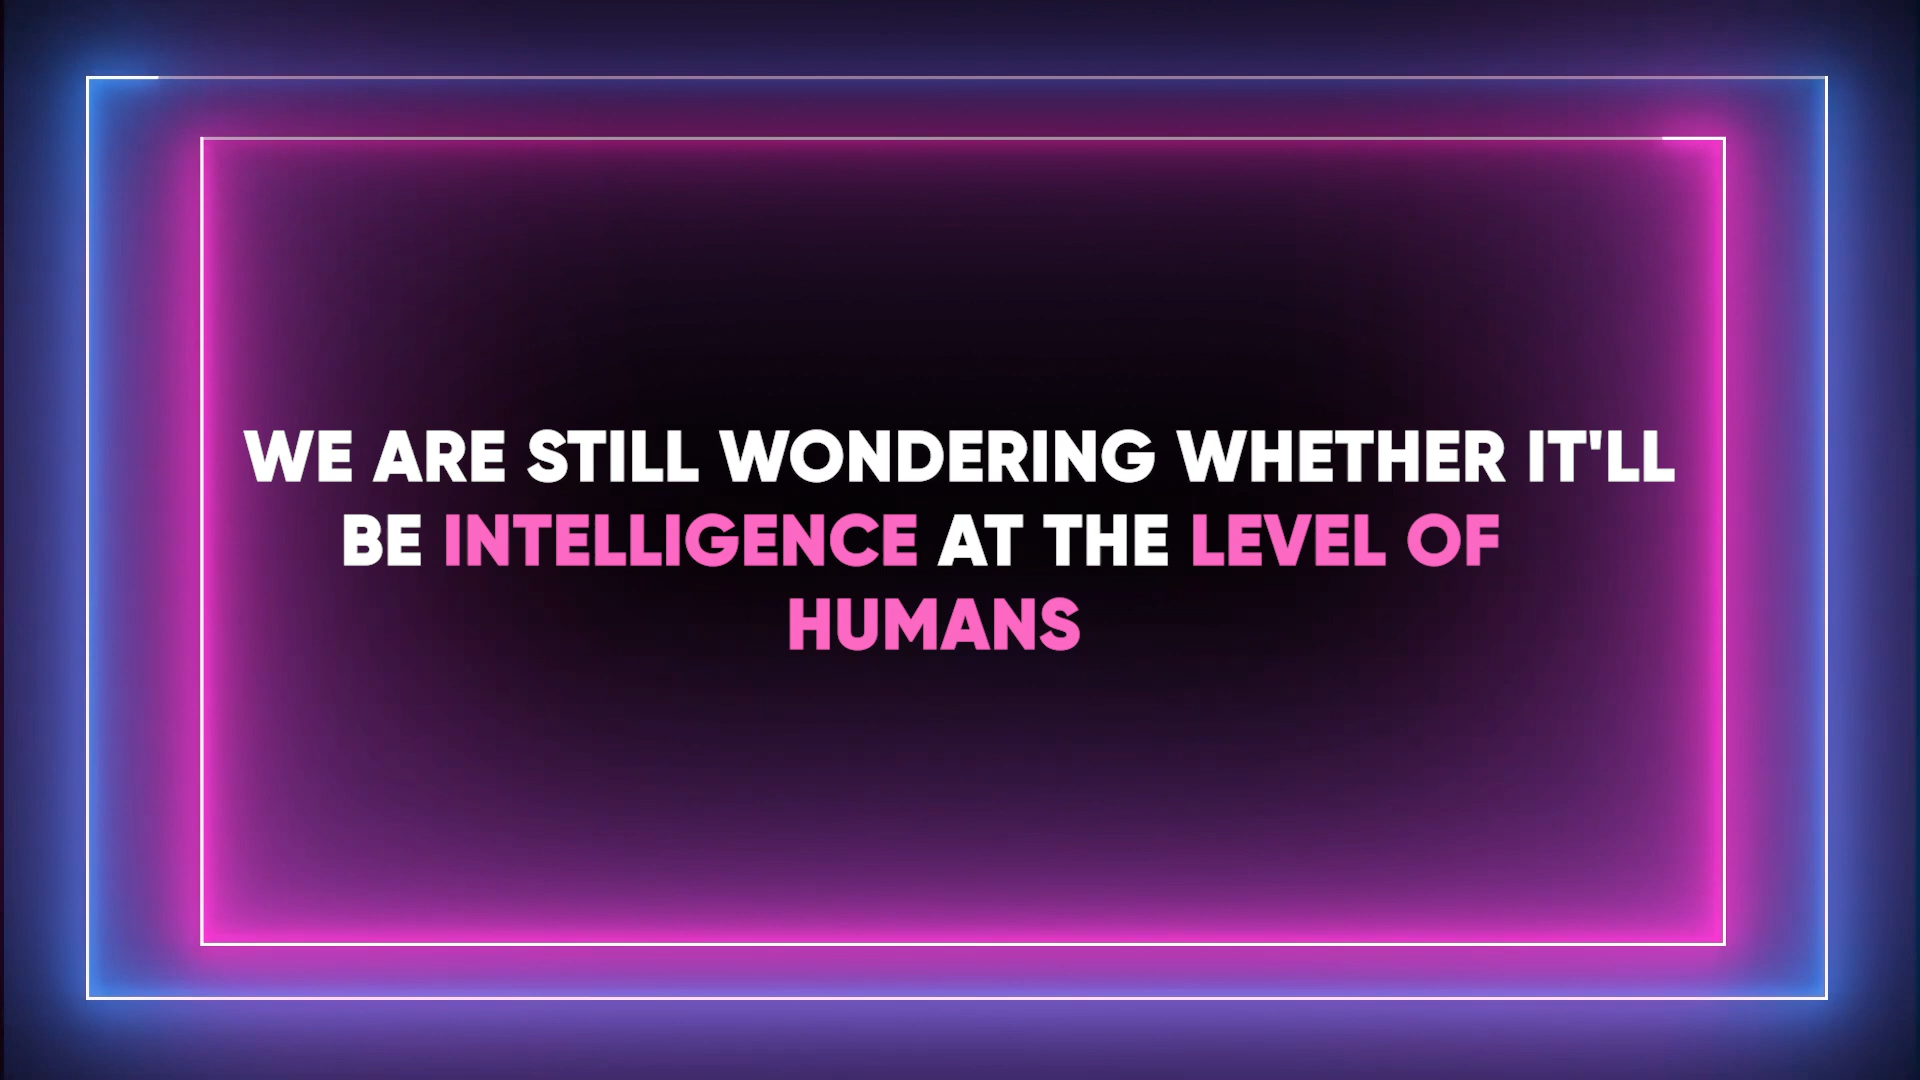 WE ARE STILL WONDERING WHETHER IT'LL
BE INTELLIGENCE AT THE LEVEL OF
HUMANS